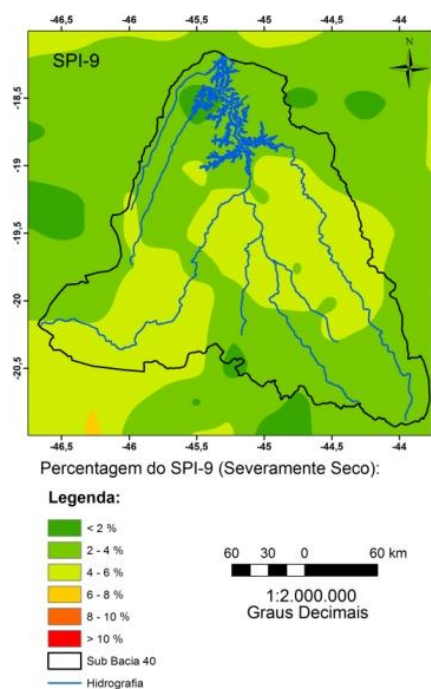 -46,5 -46 -45,5 -45 -44,5 -44
SPI-9
N
-18,5
-19
-19,5
-20
-20,5
-46,5 -46 -45,5 -45 -44,5 -44
Percentagem do SPI-9 (Severamente Seco):
Legenda:
< 2 %
2 - 4 %
4 - 6 %
6 - 8 %
8 - 10 %
> 10 %
Sub Bacia 40
Hidrografia
60 30 0 60 km
1:2.000.000
Graus Decimais